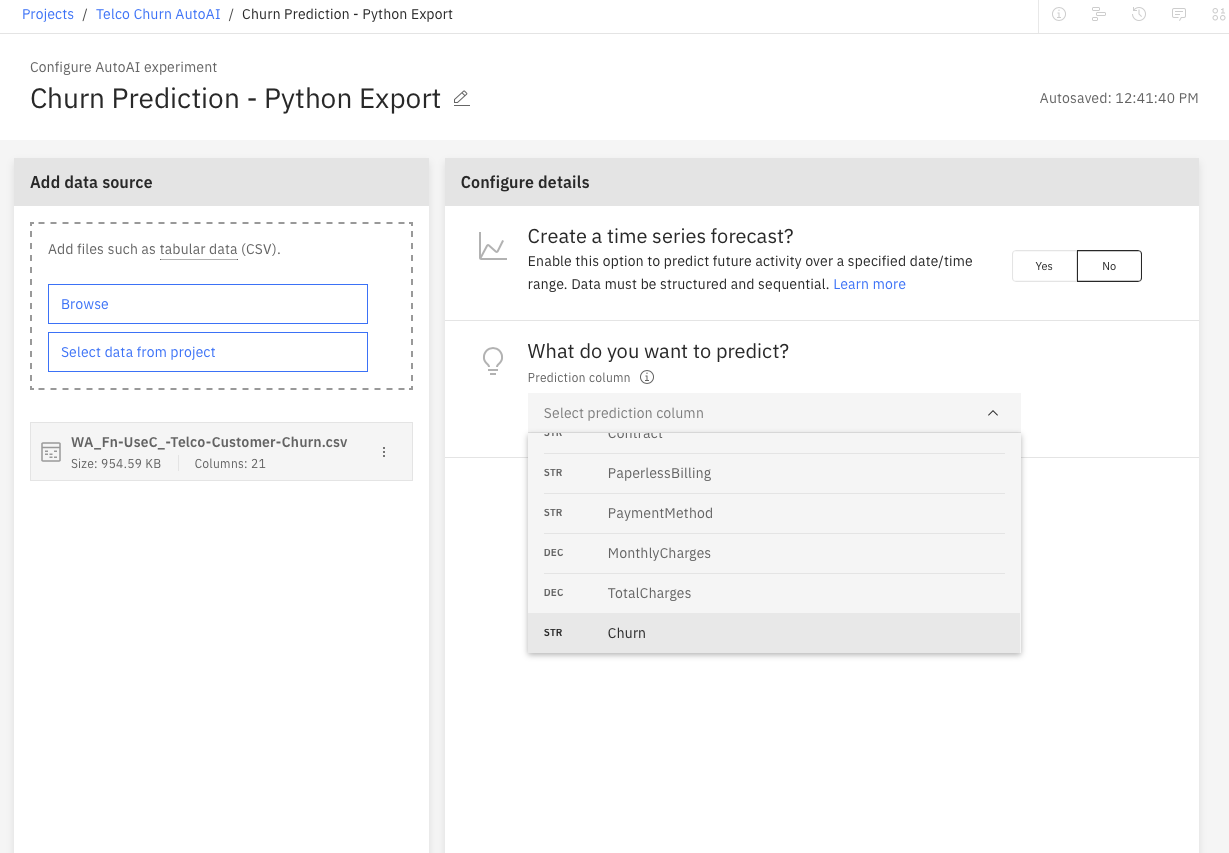 Projects / Telco Churn AutoAI / Churn Prediction - Python Export
Configure AutoAI experiment
Churn Prediction - Python Export
Autosaved: 12:41:40 PM
Add data source
Add files such as tabular data (CSV).
Browse
Select data from project
WA_Fn-UseC_-Telco-Customer-Churn.csv
Size: 954.59 KB
Columns: 21
Configure details
Create a time series forecast?
Enable this option to predict future activity over a specified date/time
range. Data must be structured and sequential. Learn more
Yes
No
What do you want to predict?
Prediction column
Select prediction column
STR Contract
STR PaperlessBilling
STR PaymentMethod
DEC MonthlyCharges
DEC TotalCharges
STR Churn